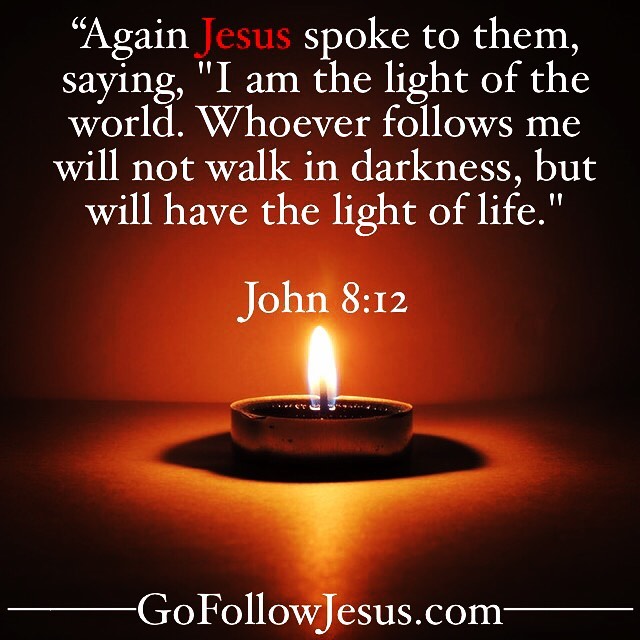 “Again Jesus spoke to them,
saying, "I am the light of the
world. Whoever follows me
will not walk in darkness, but
will have the light of life."
John 8:12
GoFollowJesus.com